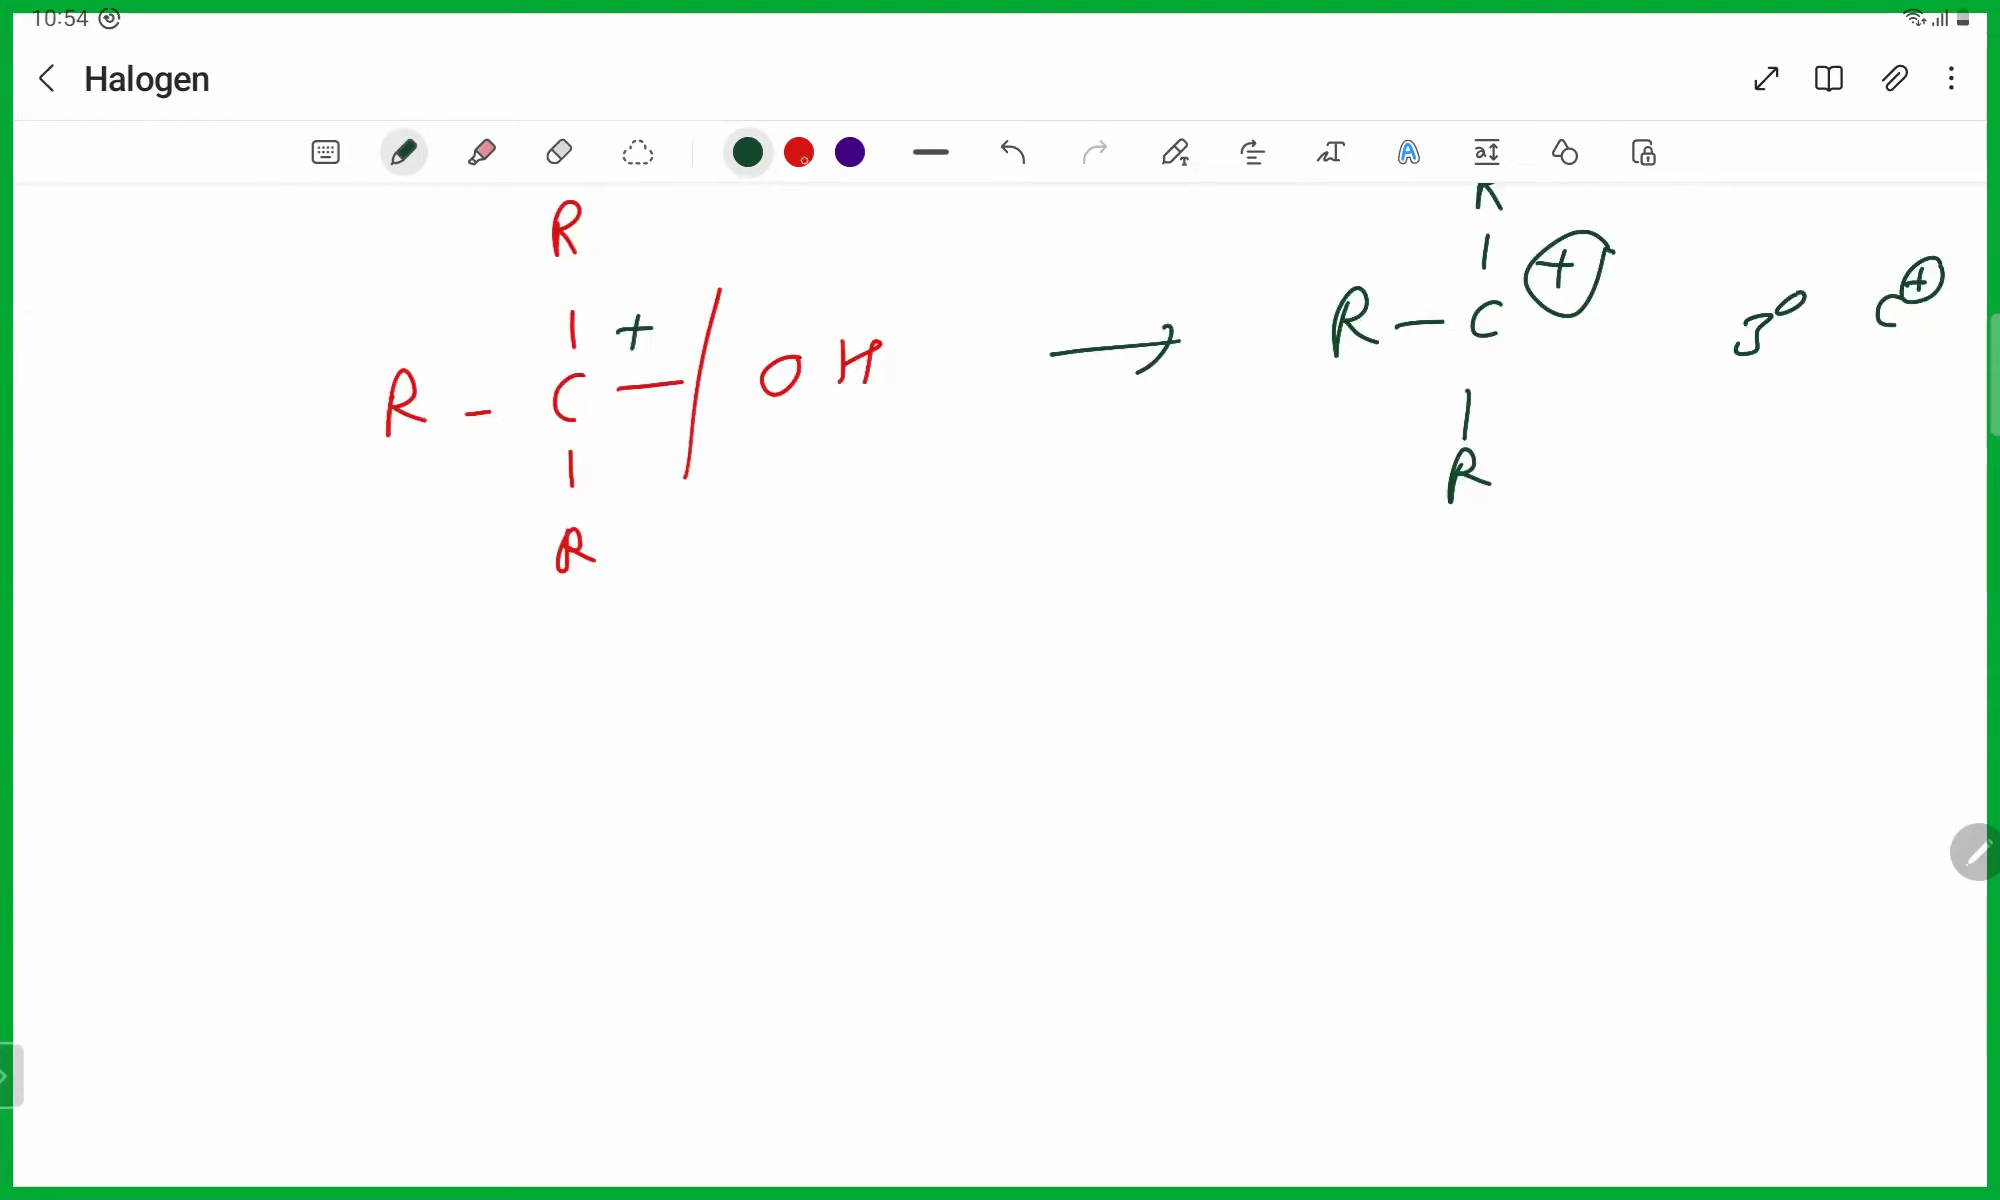 10:54
Halogen
R
R
+
R - C - / OH → R - C + 3° C+
R
R